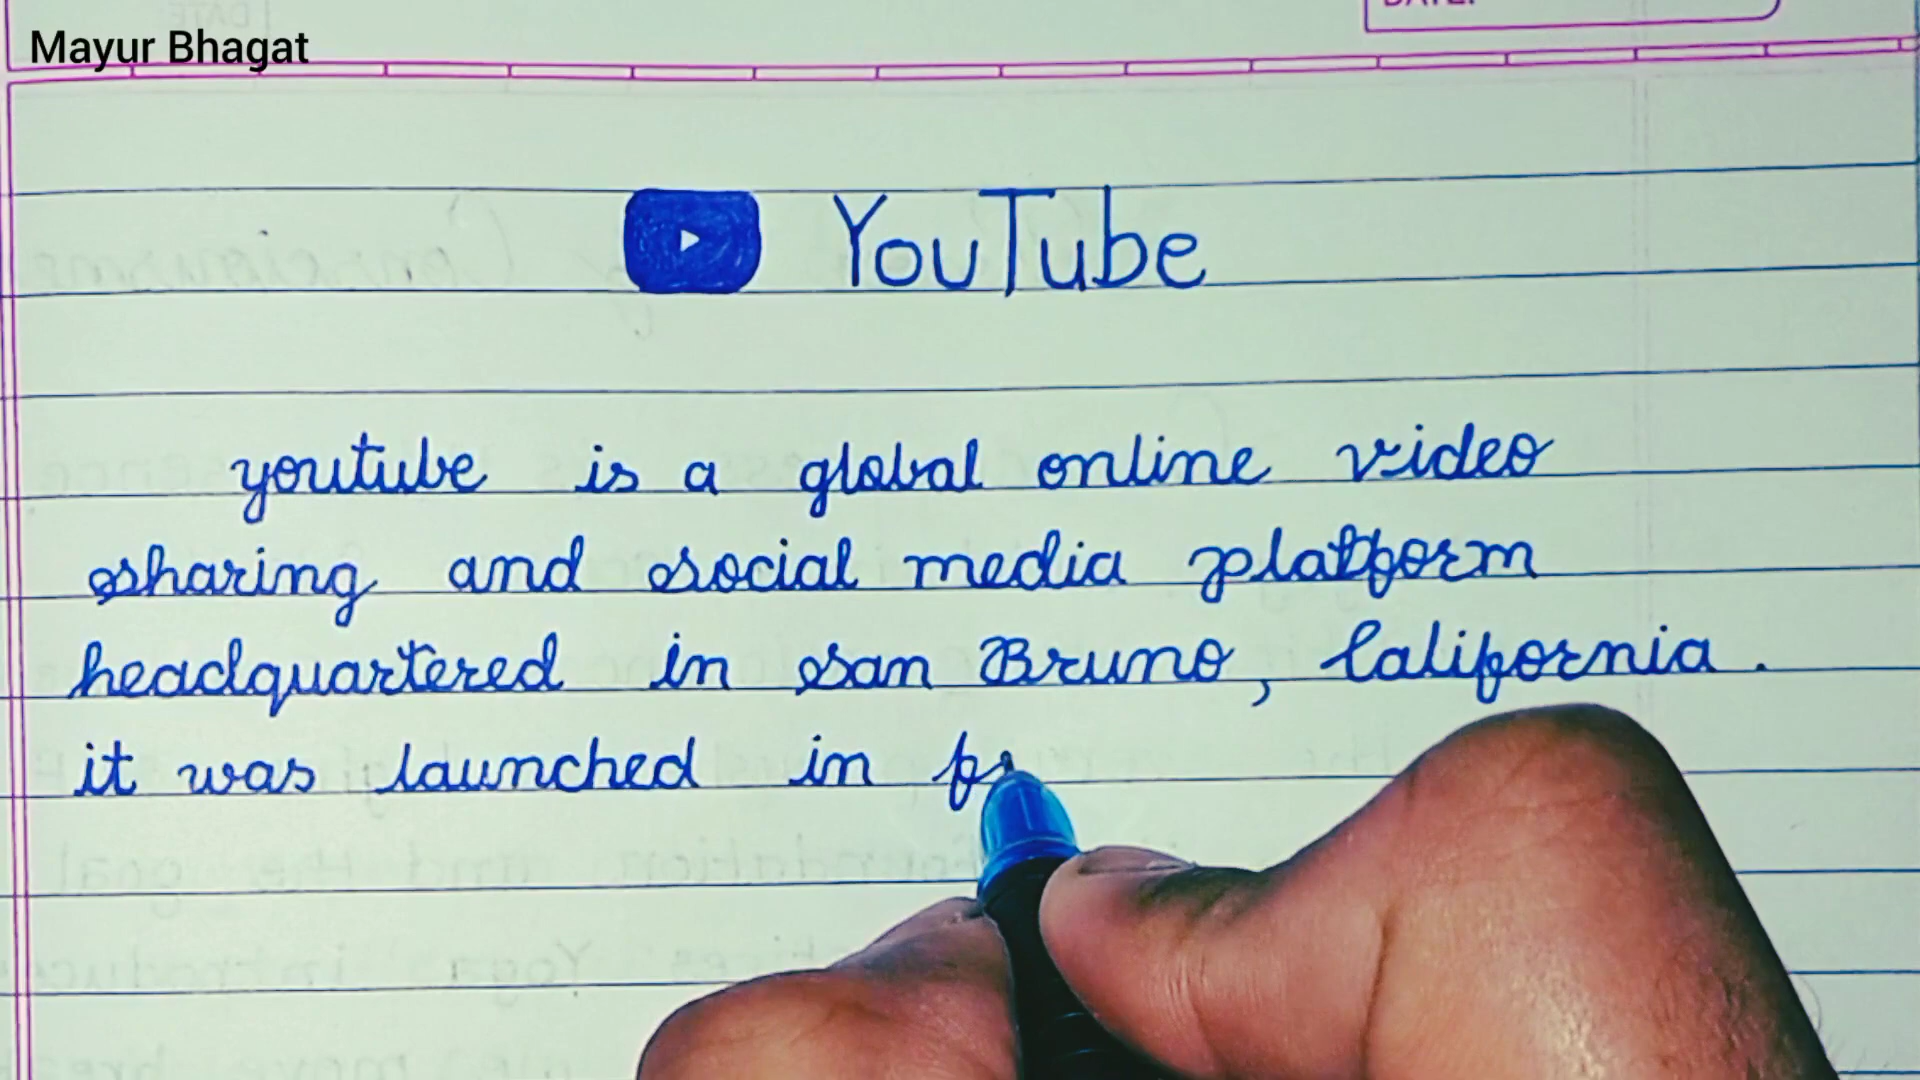 Mayur Bhagat
YouTube
youtube is a global online video
sharing and social media platform
headquartered in san Bruno, California.
it was launched in